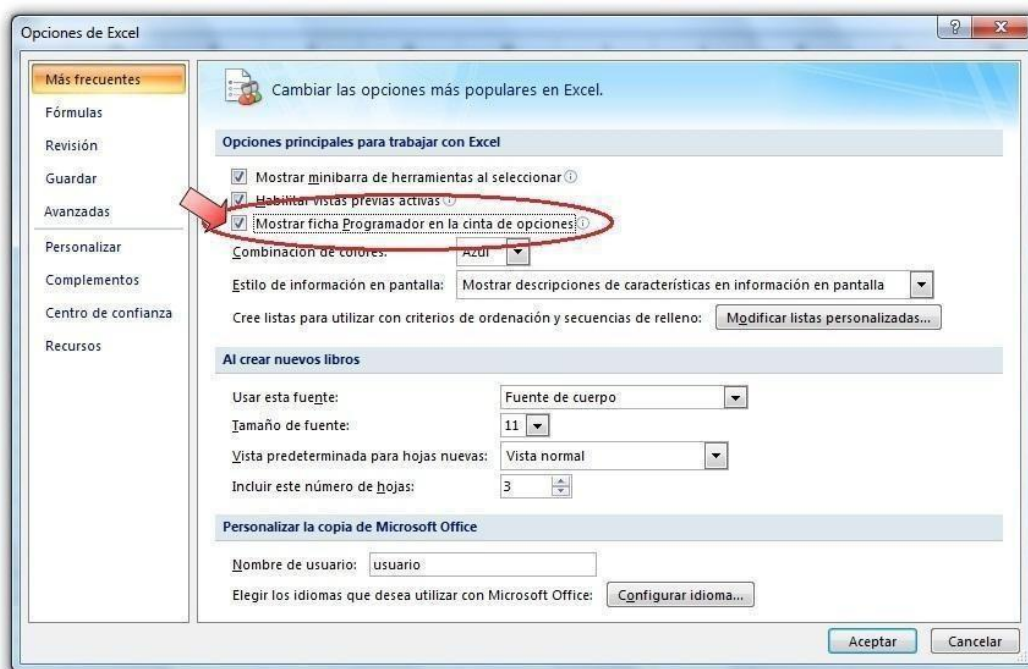 Opciones de Excel
Más frecuentes
Fórmulas
Revisión
Guardar
Avanzadas
Personalizar
Complementos
Centro de confianza
Recursos
Cambiar las opciones más populares en Excel.
Opciones principales para trabajar con Excel
Mostrar minibarra de herramientas al seleccionar
Habilitar vistas previas activas
Mostrar ficha Programador en la cinta de opciones
Combinación de colores: Azul
Estilo de información en pantalla: Mostrar descripciones de características en información en pantalla
Cree listas para utilizar con criterios de ordenación y secuencias de relleno: Modificar listas personalizadas...
Al crear nuevos libros
Usar esta fuente: Fuente de cuerpo
Tamaño de fuente: 11
Vista predeterminada para hojas nuevas: Vista normal
Incluir este número de hojas: 3
Personalizar la copia de Microsoft Office
Nombre de usuario: usuario
Elegir los idiomas que desea utilizar con Microsoft Office: Configurar idioma...
Aceptar Cancelar